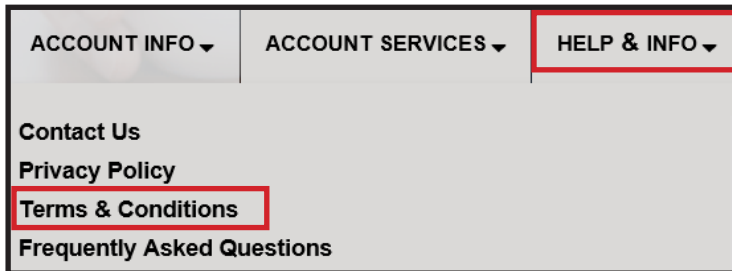 ACCOUNT INFO ACCOUNT SERVICES HELP & INFO
Contact Us
Privacy Policy
Terms & Conditions
Frequently Asked Questions